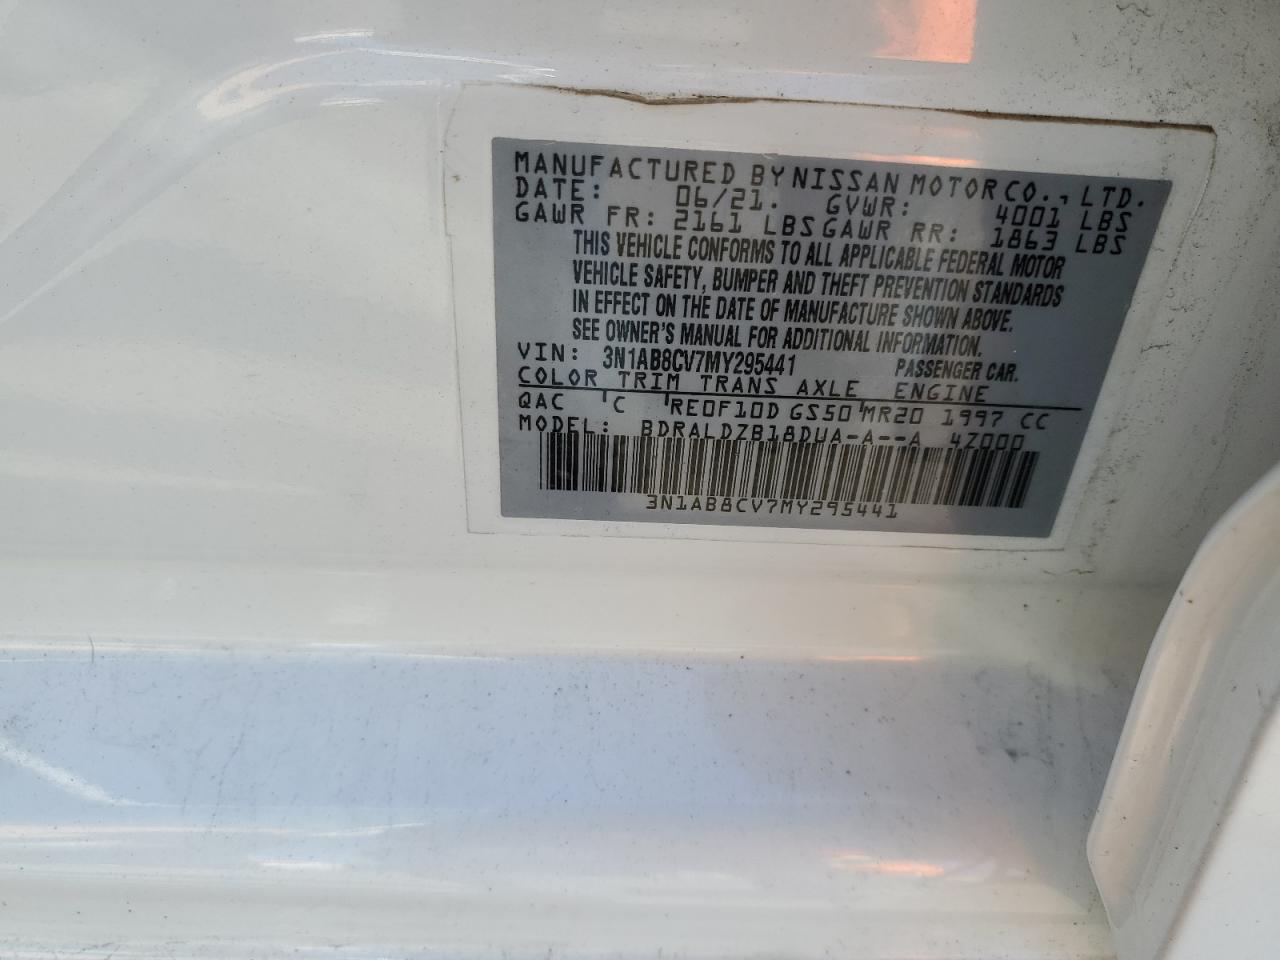 MANUFACTURED BY NISSAN MOTOR CO., LTD.
DATE: 06/21. GVWR: 4001 LBS
GAWR FR: 2161 LBS GAWR RR: 1863 LBS
THIS VEHICLE CONFORMS TO ALL APPLICABLE FEDERAL MOTOR
VEHICLE SAFETY, BUMPER AND THEFT PREVENTION STANDARDS
IN EFFECT ON THE DATE OF MANUFACTURE SHOWN ABOVE.
SEE OWNER'S MANUAL FOR ADDITIONAL INFORMATION.
VIN: 3N1AB8CV7MY295441 PASSENGER CAR.
COLOR TRIM TRANS AXLE ENGINE
QAC 'C 'RE0F10D GS50 'MR20 1997 CC
MODEL: BDRALDZB18DUA-A--A 4Z000
3N1AB8CV7MY295441